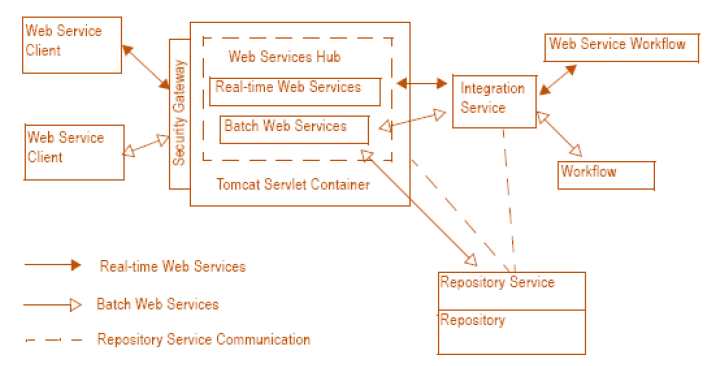 Web Service
Client
Web Service
Client
Security Gateway
Web Services Hub
Real-time Web Services
Batch Web Services
Tomcat Servlet Container
Integration
Service
Web Service Workflow
Workflow
Repository Service
Repository
Real-time Web Services
Batch Web Services
Repository Service Communication